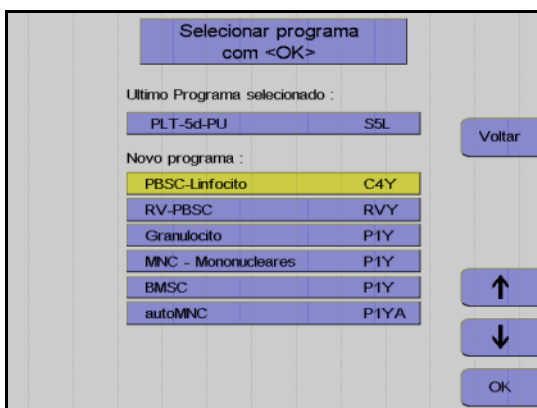 Selecionar programa
com <OK>
Ultimo Programa selecionado :
PLT-5d-PU S5L
Voltar
Novo programa :
PBSC-Linfocito C4Y
RV-PBSC RVY
Granulocito P1Y
MNC - Mononucleares P1Y
BMSC P1Y
autoMNC P1YA
↑
↓
OK